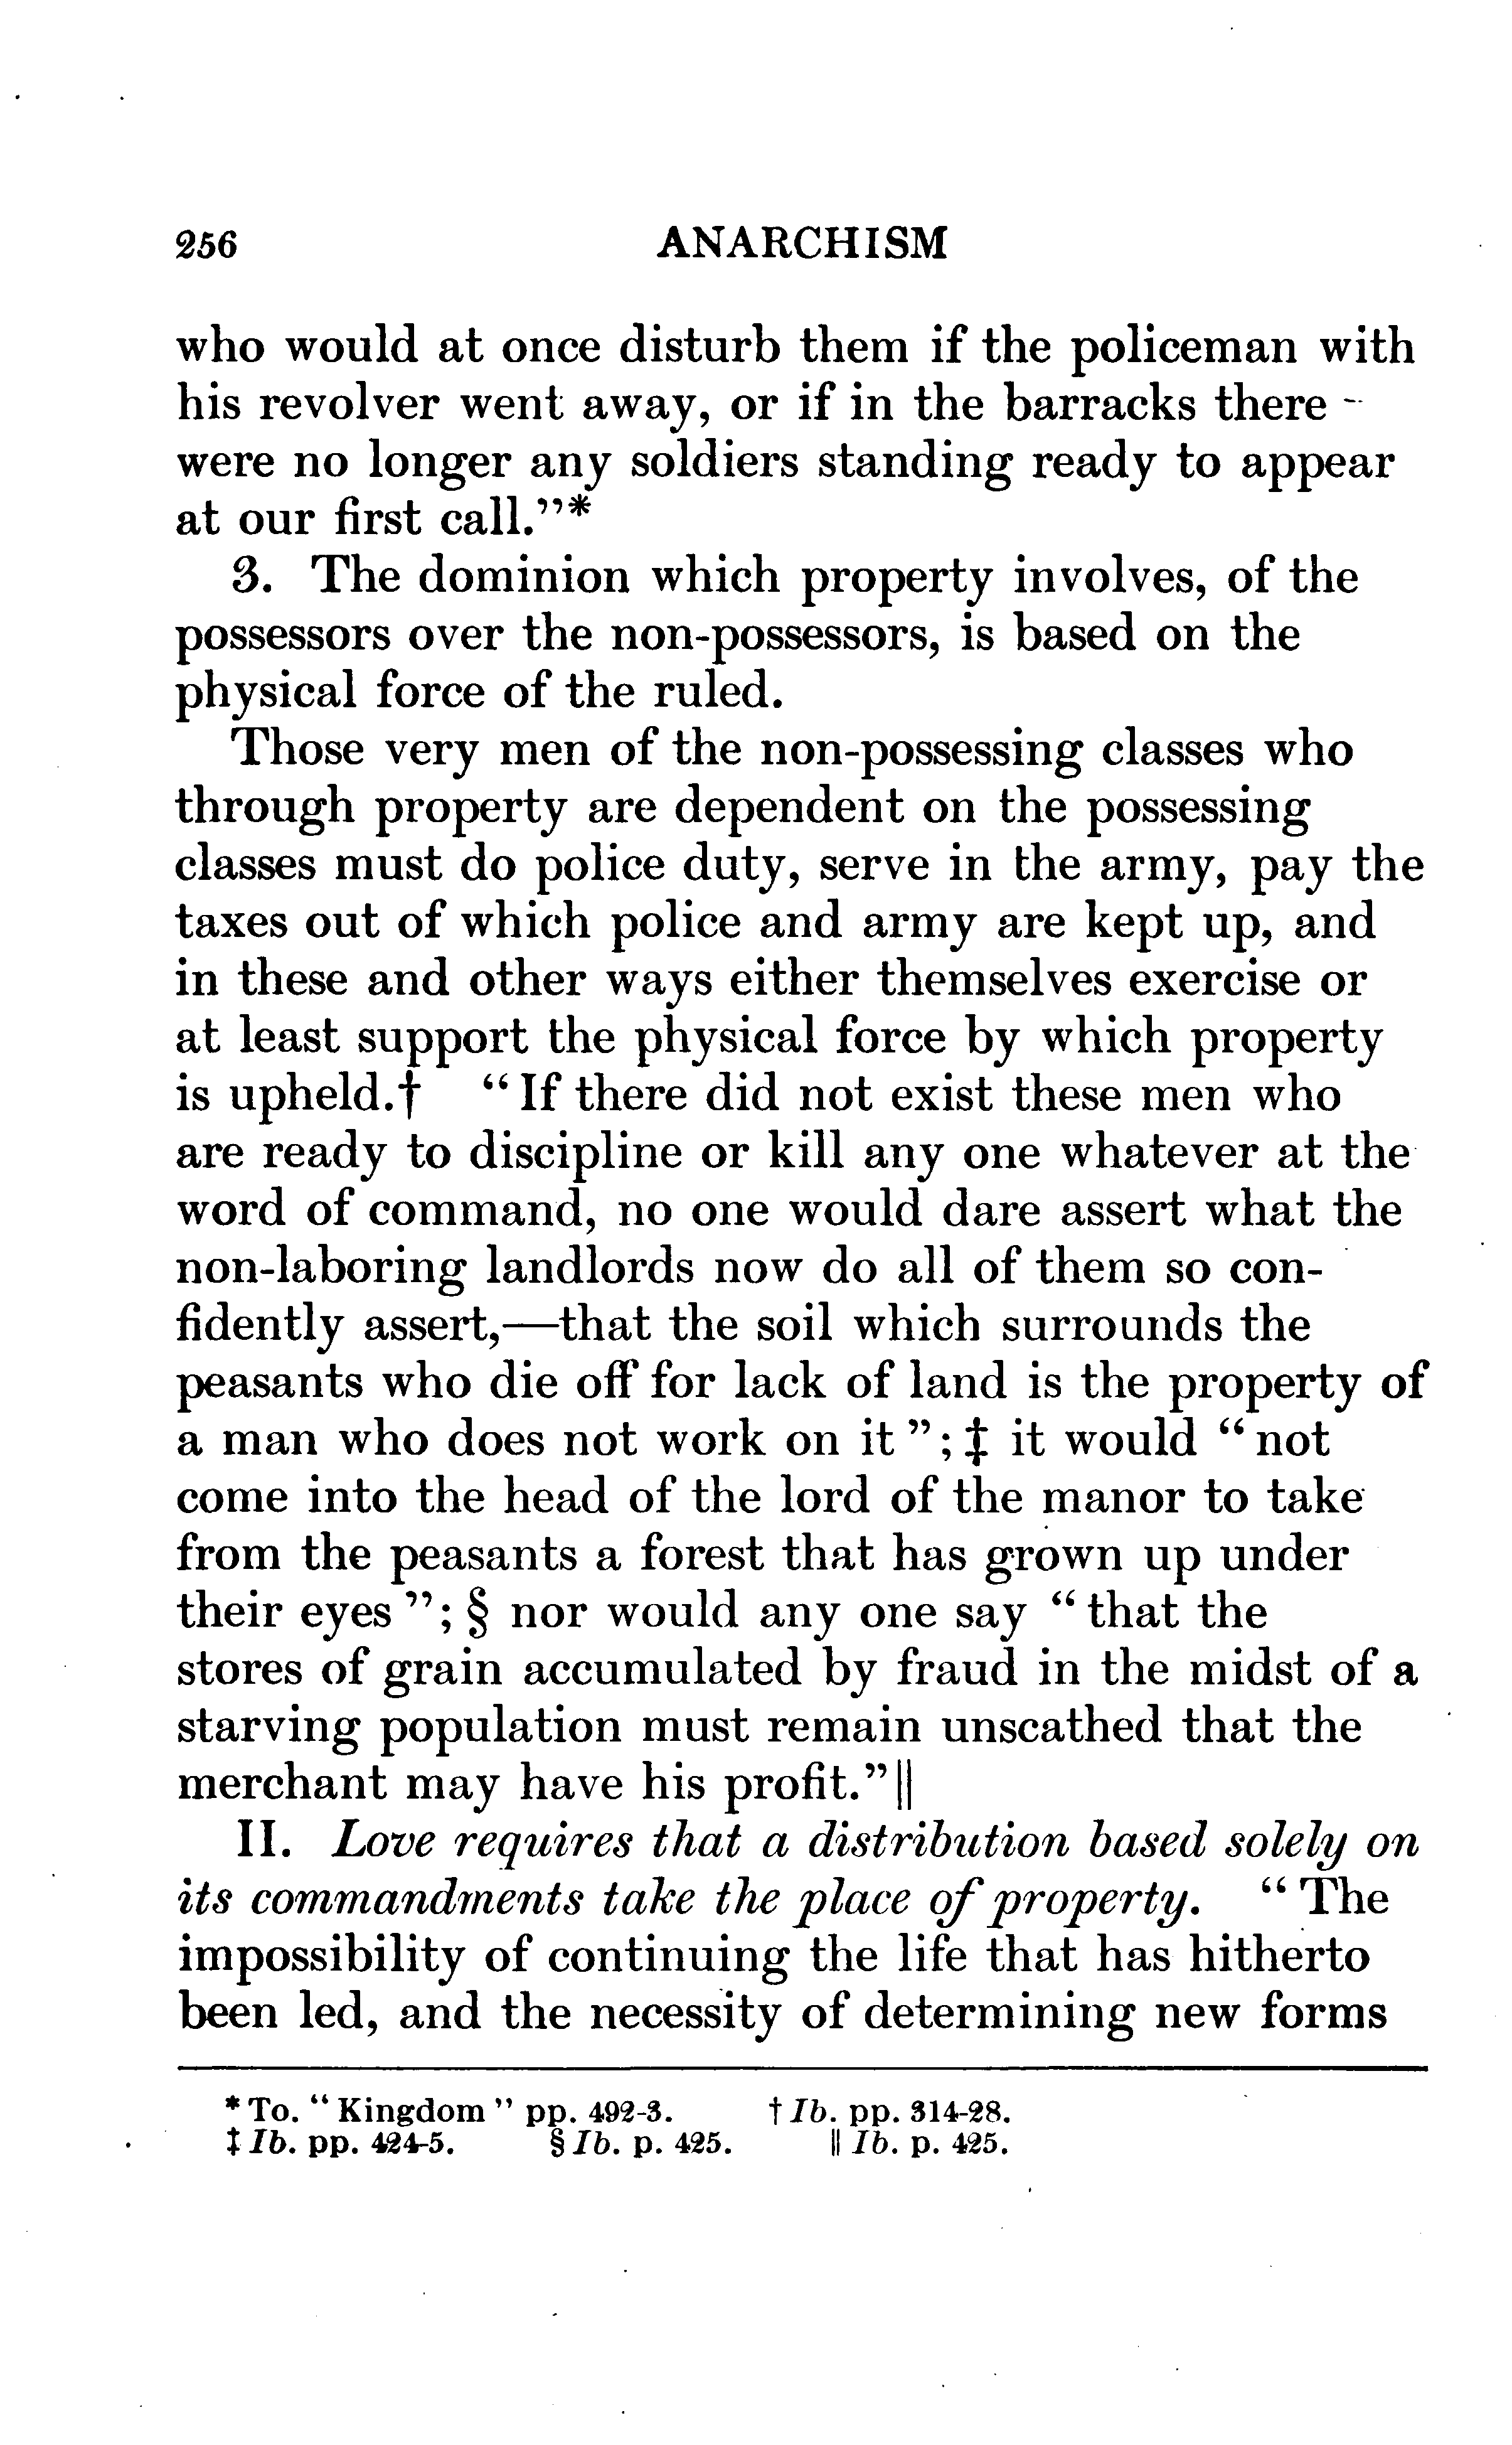 256 ANARCHISM
who would at once disturb them if the policeman with
his revolver went away, or if in the barracks there
were no longer any soldiers standing ready to appear
at our first call."*
3. The dominion which property involves, of the
possessors over the non-possessors, is based on the
physical force of the ruled.
Those very men of the non-possessing classes who
through property are dependent on the possessing
classes must do police duty, serve in the army, pay the
taxes out of which police and army are kept up, and
in these and other ways either themselves exercise or
at least support the physical force by which property
is upheld.† "If there did not exist these men who
are ready to discipline or kill any one whatever at the
word of command, no one would dare assert what the
non-laboring landlords now do all of them so con-
fidently assert,—that the soil which surrounds the
peasants who die off for lack of land is the property of
a man who does not work on it"; ‡ it would "not
come into the head of the lord of the manor to take
from the peasants a forest that has grown up under
their eyes"; § nor would any one say "that the
stores of grain accumulated by fraud in the midst of a
starving population must remain unscathed that the
merchant may have his profit."||
II. Love requires that a distribution based solely on
its commandments take the place of property. "The
impossibility of continuing the life that has hitherto
been led, and the necessity of determining new forms
* To. "Kingdom" pp. 492-3. † Ib. pp. 314-28.
‡ Ib. pp. 424-5. § Ib. p. 425. || Ib. p. 425.